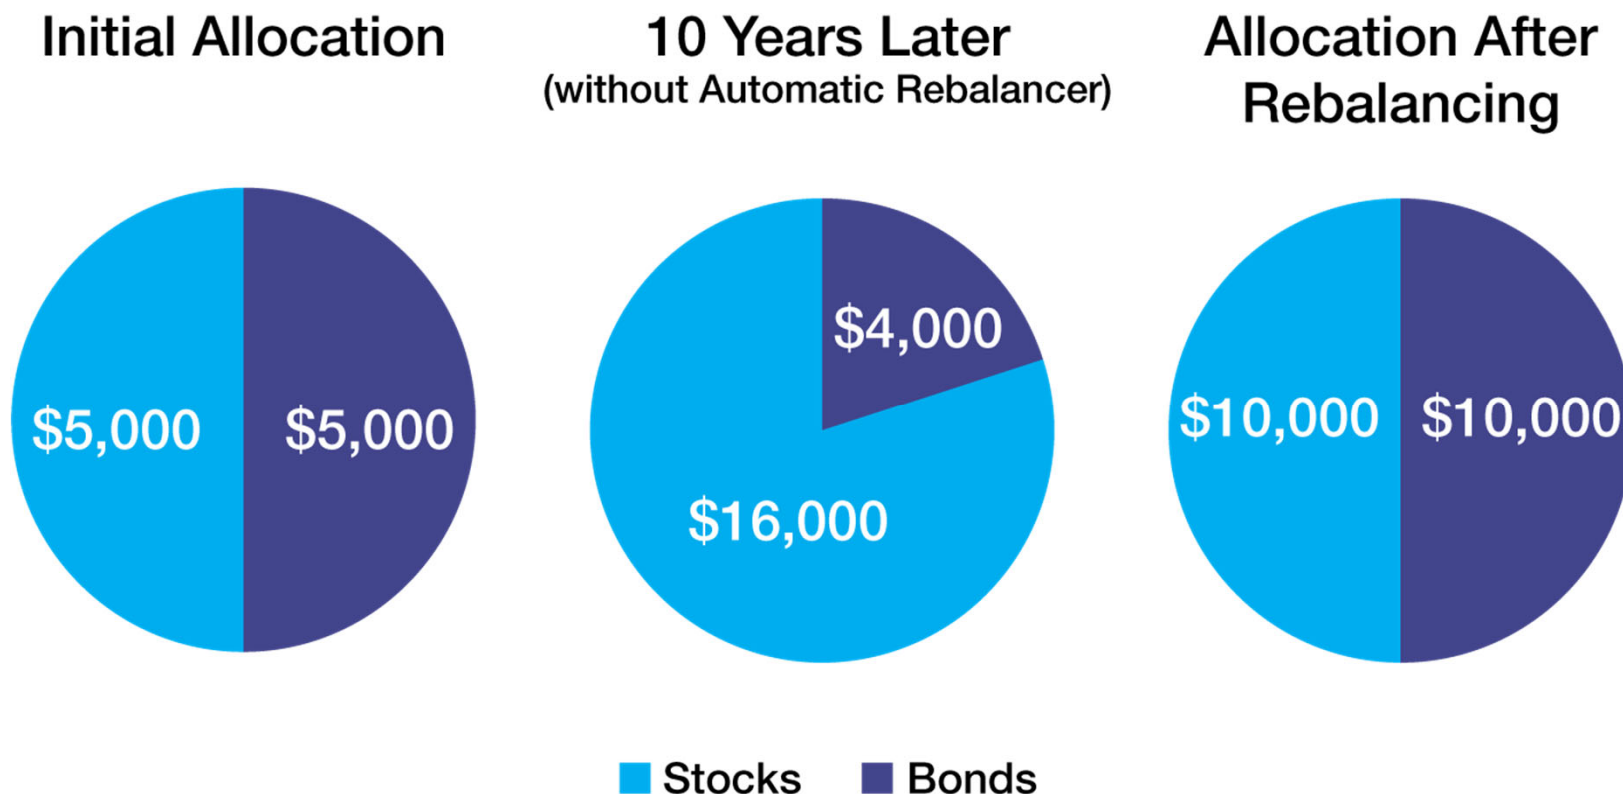 Initial Allocation
10 Years Later
(without Automatic Rebalancer)
Allocation After
Rebalancing
$5,000
$5,000
$4,000
$16,000
$10,000
$10,000
Stocks
Bonds